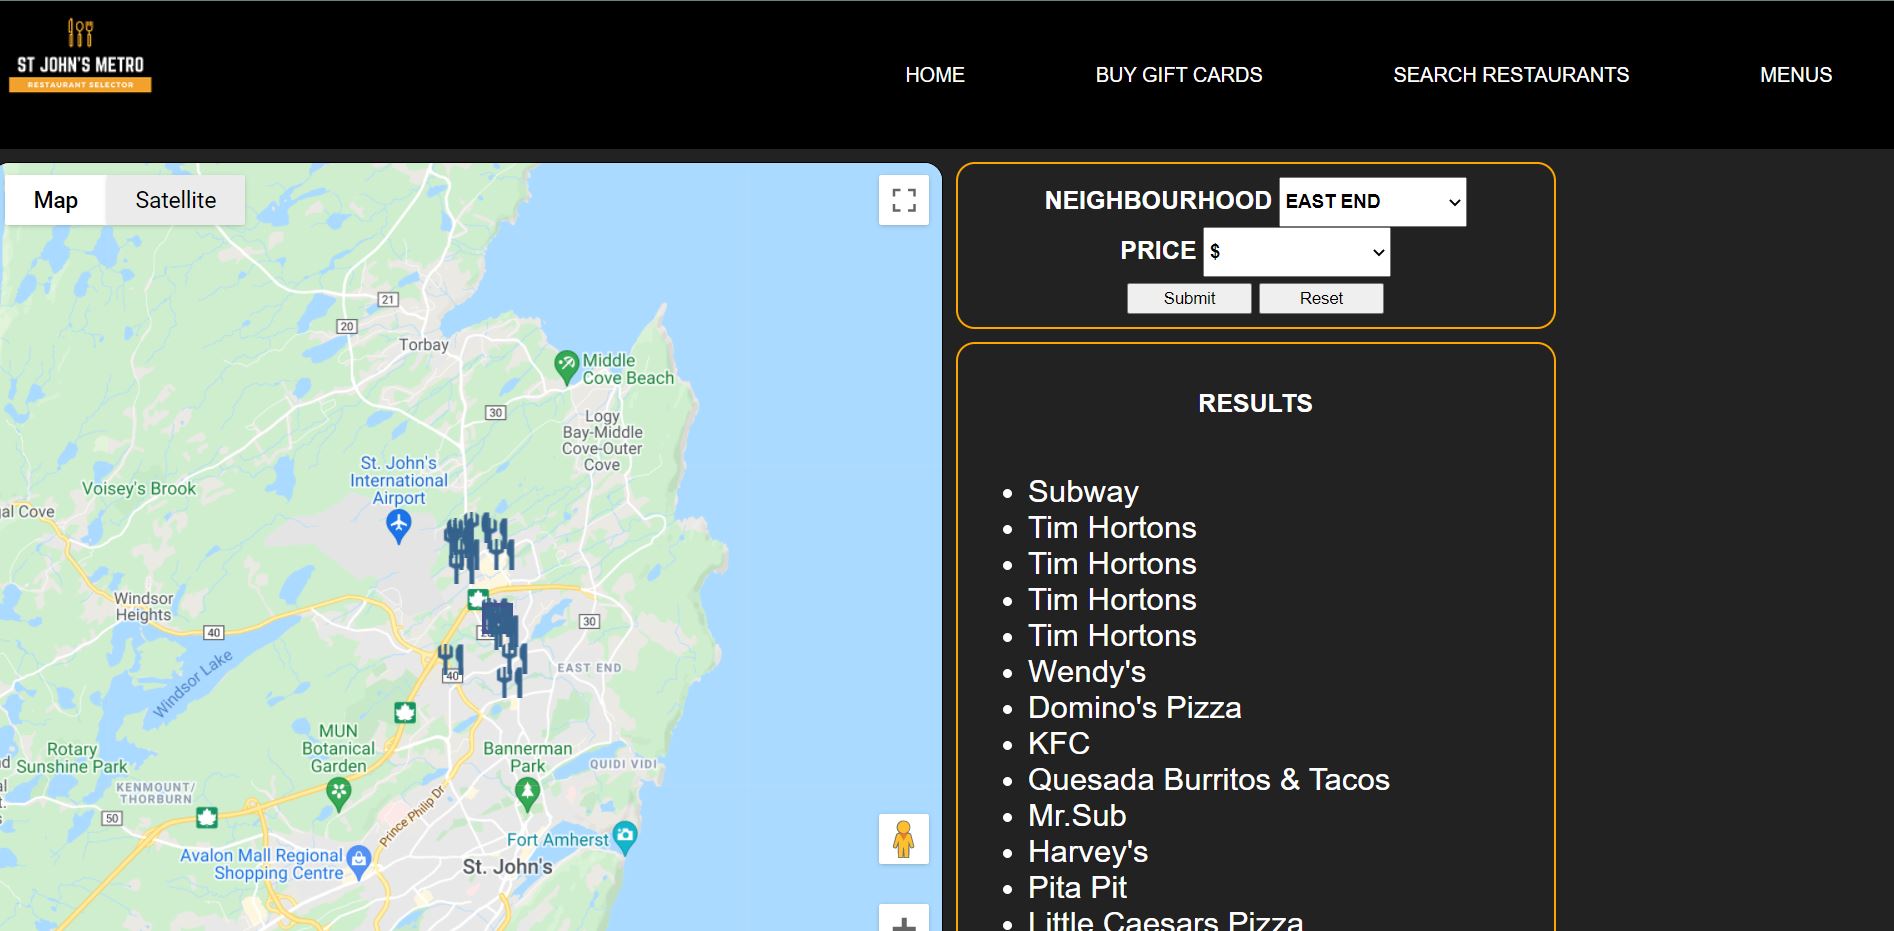 ST JOHN'S METRO
RESTAURANT SELECTOR
HOME
BUY GIFT CARDS
SEARCH RESTAURANTS
MENUS
Map
Satellite
21
20
Torbay
Middle
Cove Beach
30
Logy
Bay-Middle
Cove-Outer
Cove
St. John's
International
Airport
Voisey's Brook
al Cove
Windsor
Heights
40
30
Windsor Lake
EAST END
40
MUN
Botanical
Garden
Bannerman
Park
Rotary
Sunshine Park
QUIDI VIDI
KENMOUNT/
THORBURN
50
Prince Philip Dr
Fort Amherst
Avalon Mall Regional
Shopping Centre
St. John's
NEIGHBOURHOOD EAST END
PRICE $
Submit Reset
RESULTS
• Subway
• Tim Hortons
• Tim Hortons
• Tim Hortons
• Tim Hortons
• Wendy's
• Domino's Pizza
• KFC
• Quesada Burritos & Tacos
• Mr.Sub
• Harvey's
• Pita Pit
• Little Caesars Pizza